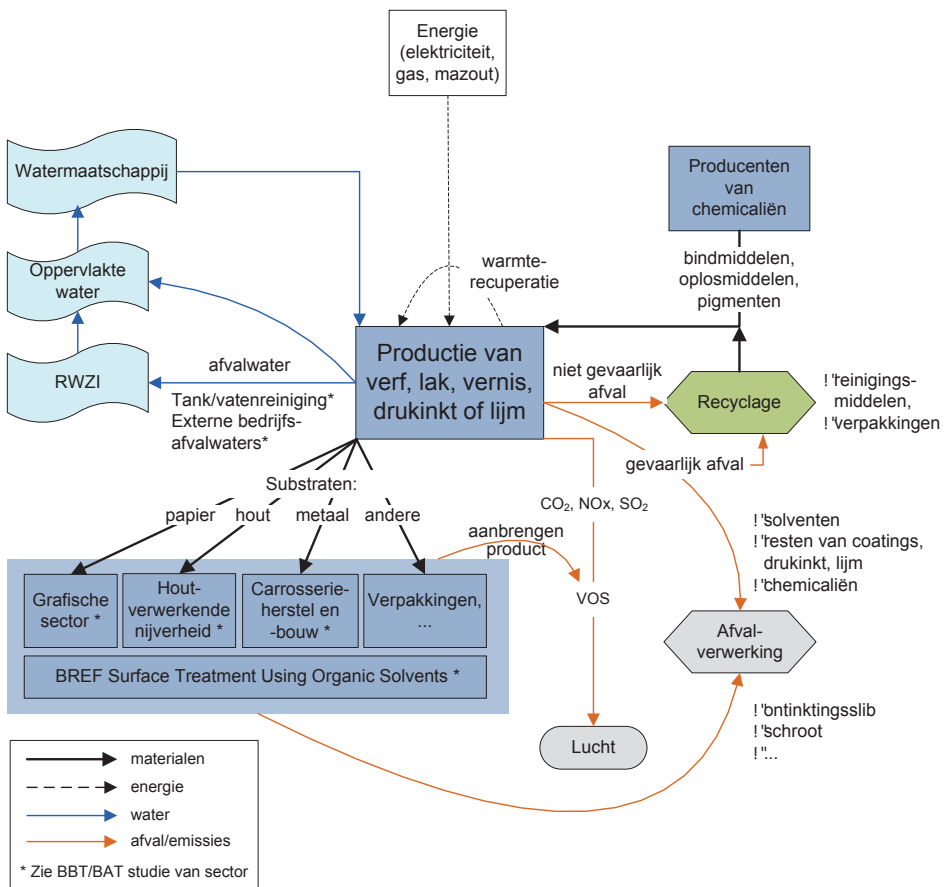 Energie
(elektriciteit,
gas, mazout)
Watermaatschappij
Producenten
van
chemicaliën
Oppervlakte
water
warmte-
recuperatie
bindmiddelen,
oplosmiddelen,
pigmenten
RWZI
afvalwater
Tank/vatenreiniging*
Externe bedrijfs-
afvalwaters*
Productie van
verf, lak, vernis,
drukinkt of lijm
niet gevaarlijk
afval
Recyclage
! "reinigings-
middelen,
! "verpakkingen
gevaarlijk afval
Substraten:
papier hout metaal andere
CO₂, NOx, SO₂
aanbrengen
product
VOS
! "solventen
! "resten van coatings,
drukinkt, lijm
! "chemicaliën
Grafische
sector *
Hout-
verwerkende
nijverheid *
Carrosserie-
herstel en
-bouw *
Verpakkingen,
...
BREF Surface Treatment Using Organic Solvents *
Afval-
verwerking
! "ontinktingsslib
! "schroot
! "...
Lucht
materialen
energie
water
afval/emissies
* Zie BBT/BAT studie van sector